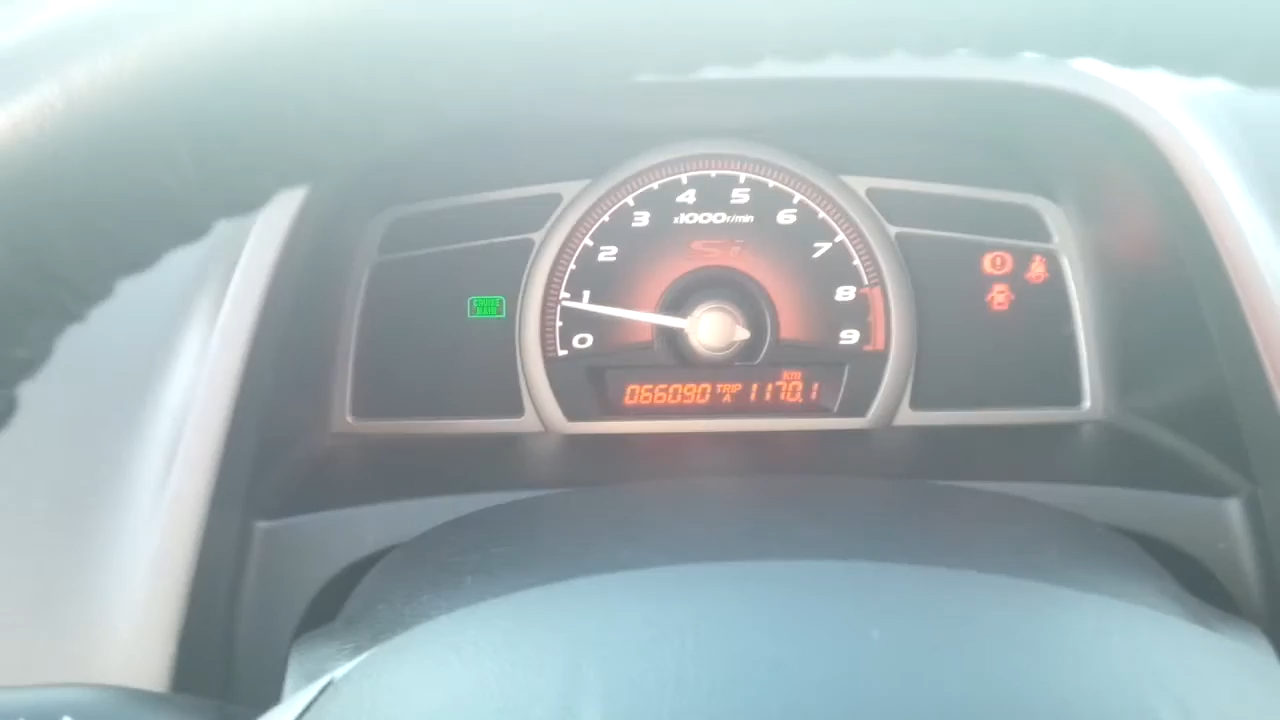 4 5
3 x1000r/min 6
2 Si 7
CRUISE
MAIN
1 8
0 9
km
066090 TRIP A 1170.1